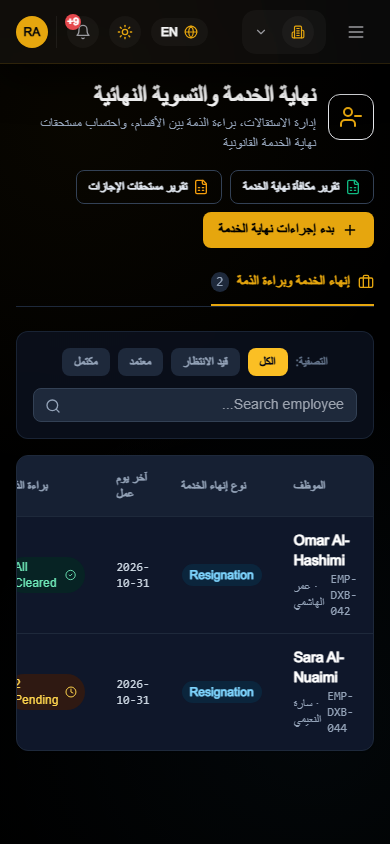 RA
+9
EN
نهاية الخدمة والتسوية النهائية
إدارة الاستقالات، براءة الذمة بين الأقسام، واحتساب مستحقات
نهاية الخدمة القانونية
تقرير مكافأة نهاية الخدمة
تقرير مستحقات الإجازات
بدء إجراءات نهاية الخدمة
إنهاء الخدمة وبراءة الذمة 2
التصفية: الكل قيد الانتظار معتمد مكتمل
Search employee...
الموظف
نوع إنهاء الخدمة
آخر يوم
عمل
براءة
Omar Al-
Hashimi
EMP-
DXB-
042
· عمر
الهاشمي
Resignation
2026-
10-31
All
Cleared
Sara Al-
Nuaimi
EMP-
DXB-
044
· سارة
النعيمي
Resignation
2026-
10-31
2
Pending